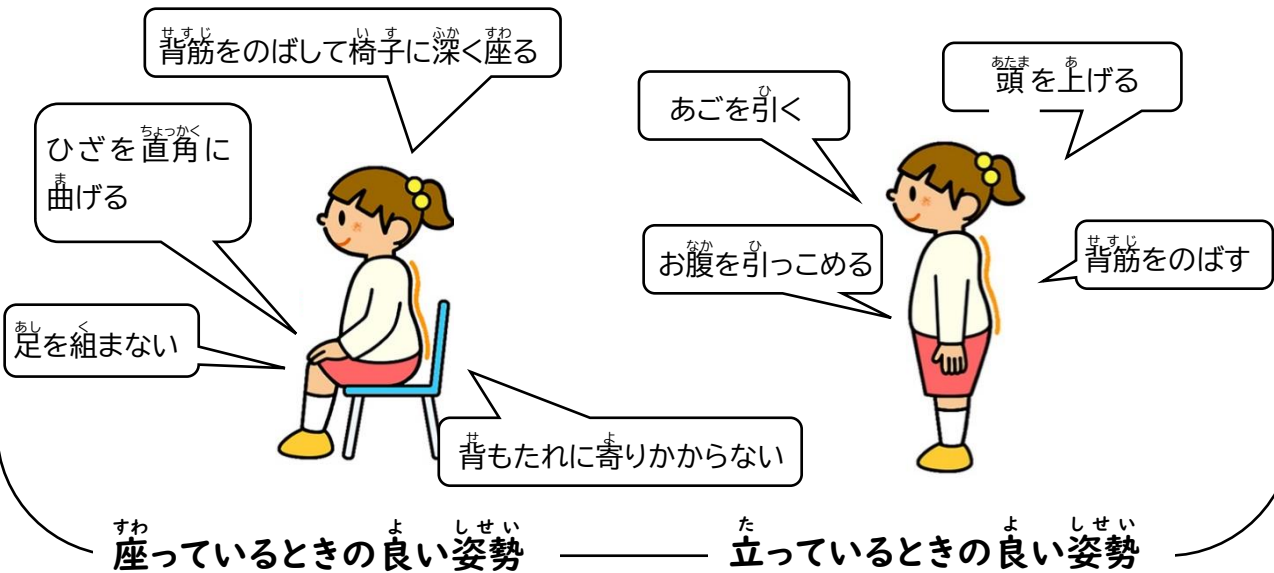 背筋をのばして椅子に深く座る
ひざを直角に
曲げる
足を組まない
背もたれに寄りかからない
座っているときの良い姿勢
頭を上げる
あごを引く
お腹を引っこめる
背筋をのばす
立っているときの良い姿勢